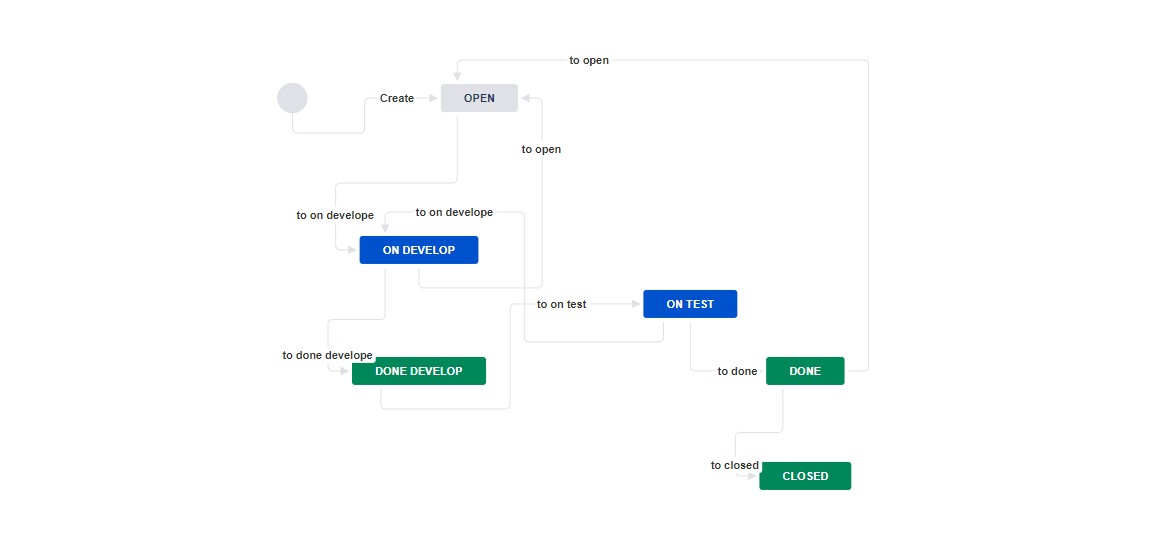 to open
Create
OPEN
to open
to on develope
to on develope
ON DEVELOP
to on test
ON TEST
to done develope
DONE DEVELOP
to done
DONE
to closed
CLOSED